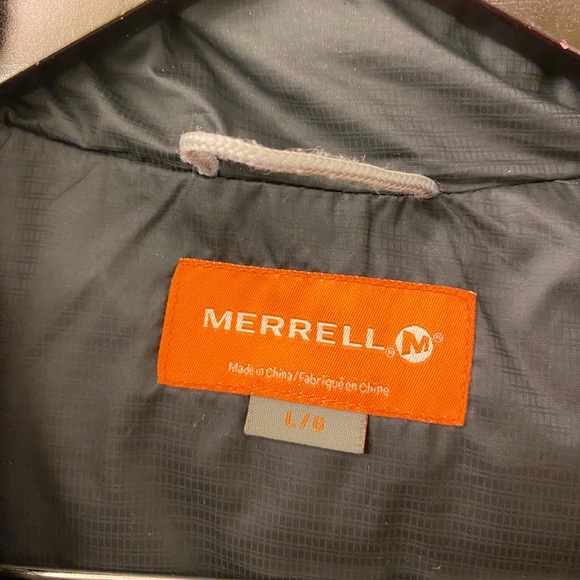 MERRELL® M®
Made in China/Fabriqué en Chine
L/G